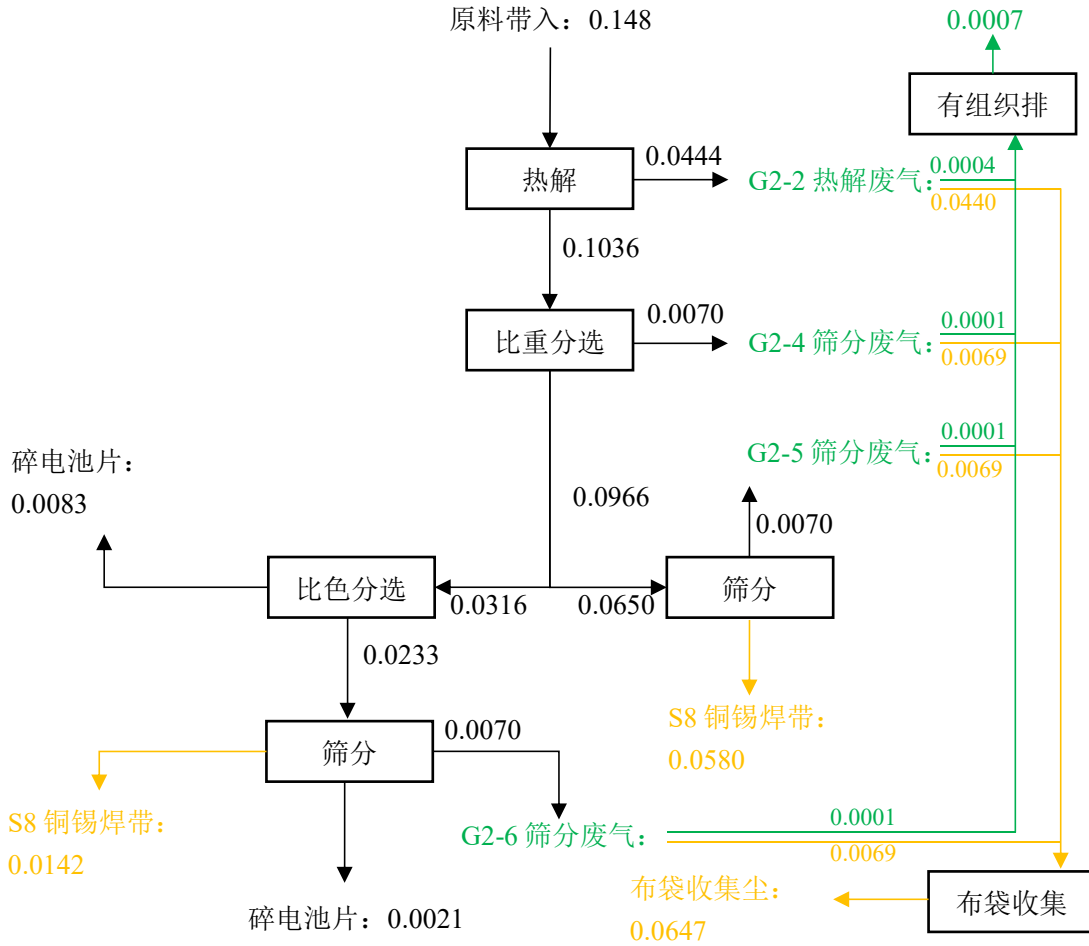 原料带入：0.148
0.0007
有组织排
热解
0.0444
G2-2 热解废气：
0.0004
0.0440
0.1036
比重分选
0.0070
G2-4 筛分废气：
0.0001
0.0069
G2-5 筛分废气：
0.0001
0.0069
碎电池片：
0.0083
0.0966
0.0070
比色分选
0.0316
0.0650
筛分
0.0233
S8 铜锡焊带：
0.0580
筛分
0.0070
S8 铜锡焊带：
0.0142
G2-6 筛分废气：
0.0001
0.0069
碎电池片：0.0021
布袋收集尘：
0.0647
布袋收集